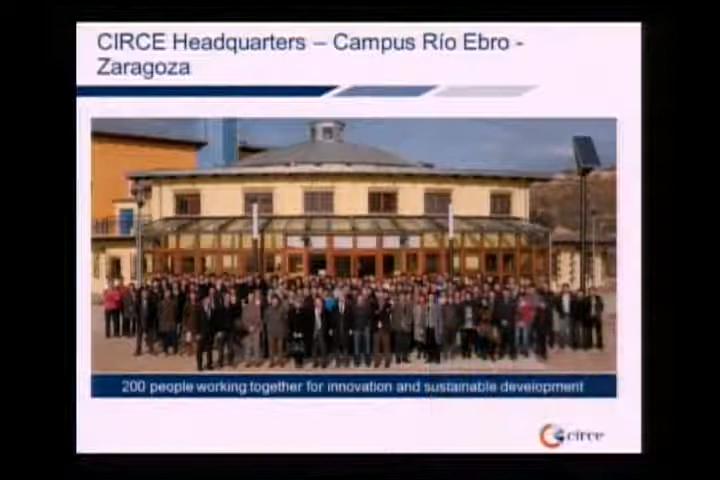 CIRCE Headquarters – Campus Río Ebro -
Zaragoza
200 people working together for innovation and sustainable development
circe